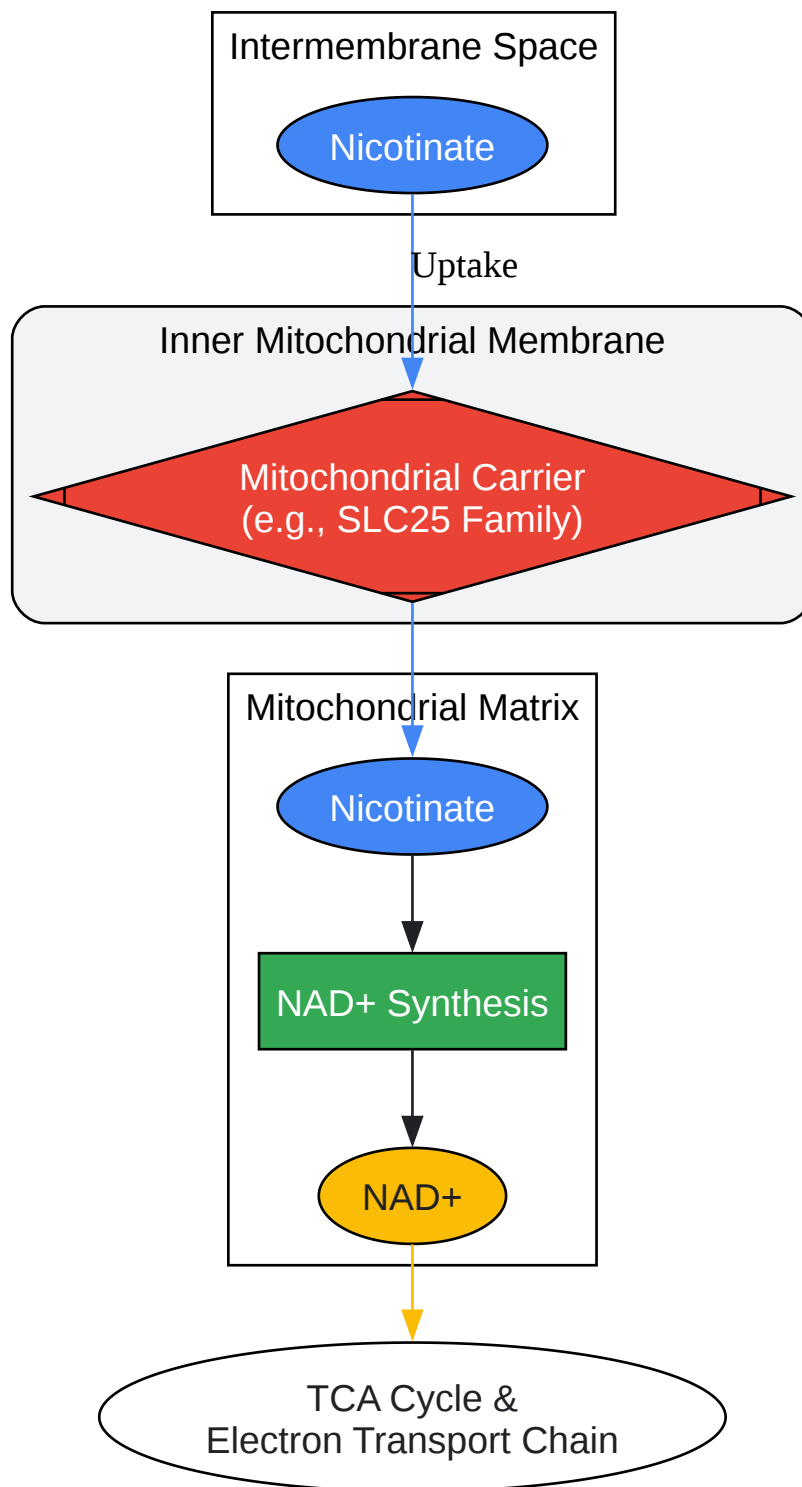 Intermembrane Space
Nicotinate
Uptake
Inner Mitochondrial Membrane
Mitochondrial Carrier
(e.g., SLC25 Family)
Mitochondrial Matrix
Nicotinate
NAD+ Synthesis
NAD+
TCA Cycle &
Electron Transport Chain